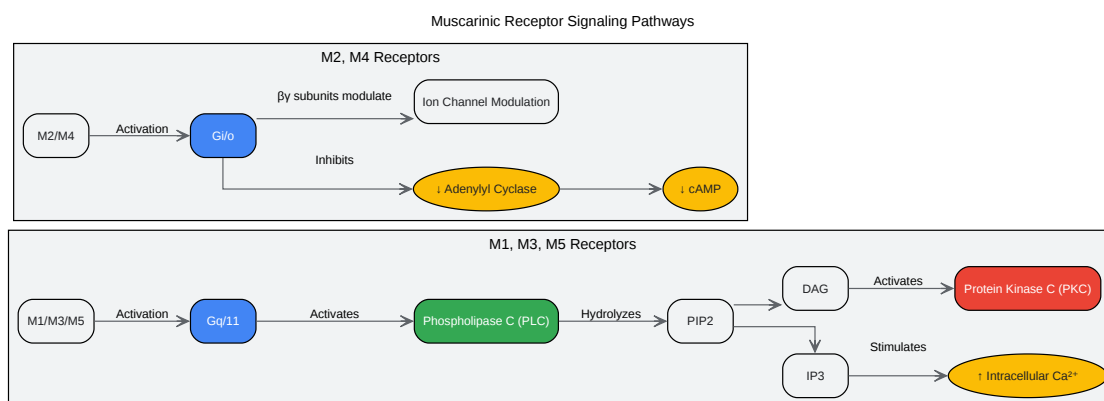 Muscarinic Receptor Signaling Pathways
M2, M4 Receptors
M2/M4
Activation
Gi/o
βγ subunits modulate
Ion Channel Modulation
Inhibits
↓ Adenylyl Cyclase
↓ cAMP
M1, M3, M5 Receptors
M1/M3/M5
Activation
Gq/11
Activates
Phospholipase C (PLC)
Hydrolyzes
PIP2
DAG
Activates
Protein Kinase C (PKC)
IP3
Stimulates
↑ Intracellular Ca²⁺